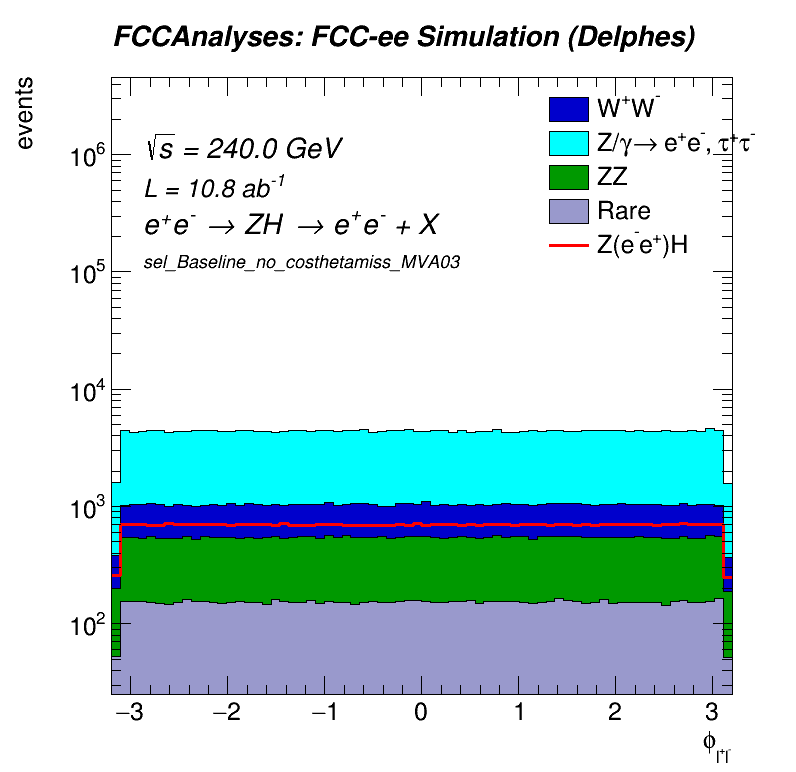 FCCAnalyses: FCC-ee Simulation (Delphes)
events
√s = 240.0 GeV
L = 10.8 ab⁻¹
e⁺e⁻ → ZH → e⁺e⁻ + X
sel_Baseline_no_costhetamiss_MVA03
W⁺W⁻
Z/γ→ e⁺e⁻, τ⁺τ⁻
ZZ
Rare
Z(e⁻e⁺)H
10⁶
10⁵
10⁴
10³
10²
−3 −2 −1 0 1 2 3
ϕ_l⁺l⁻